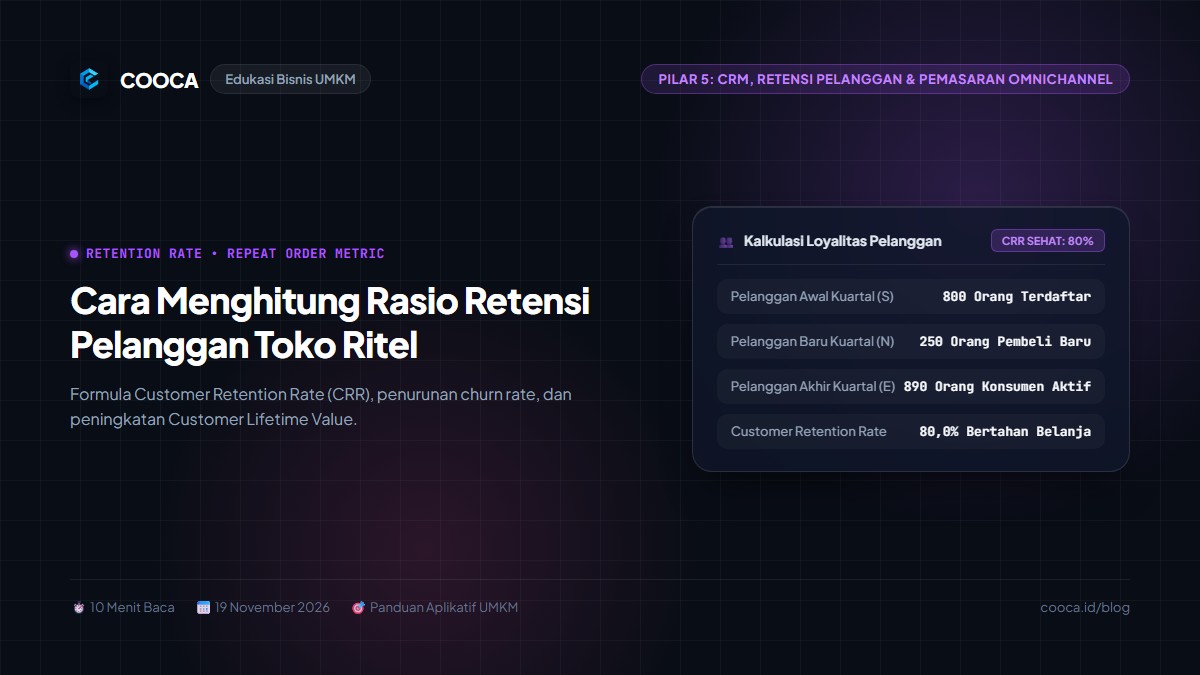 COOCA
Edukasi Bisnis UMKM
PILAR 5: CRM, RETENSI PELANGGAN & PEMASARAN OMNICHANNEL
RETENTION RATE • REPEAT ORDER METRIC
Cara Menghitung Rasio Retensi
Pelanggan Toko Ritel
Formula Customer Retention Rate (CRR), penurunan churn rate, dan
peningkatan Customer Lifetime Value.
Kalkulasi Loyalitas Pelanggan
CRR SEHAT: 80%
Pelanggan Awal Kuartal (S) 800 Orang Terdaftar
Pelanggan Baru Kuartal (N) 250 Orang Pembeli Baru
Pelanggan Akhir Kuartal (E) 890 Orang Konsumen Aktif
Customer Retention Rate 80,0% Bertahan Belanja
10 Menit Baca
19 November 2026
Panduan Aplikatif UMKM
cooca.id/blog